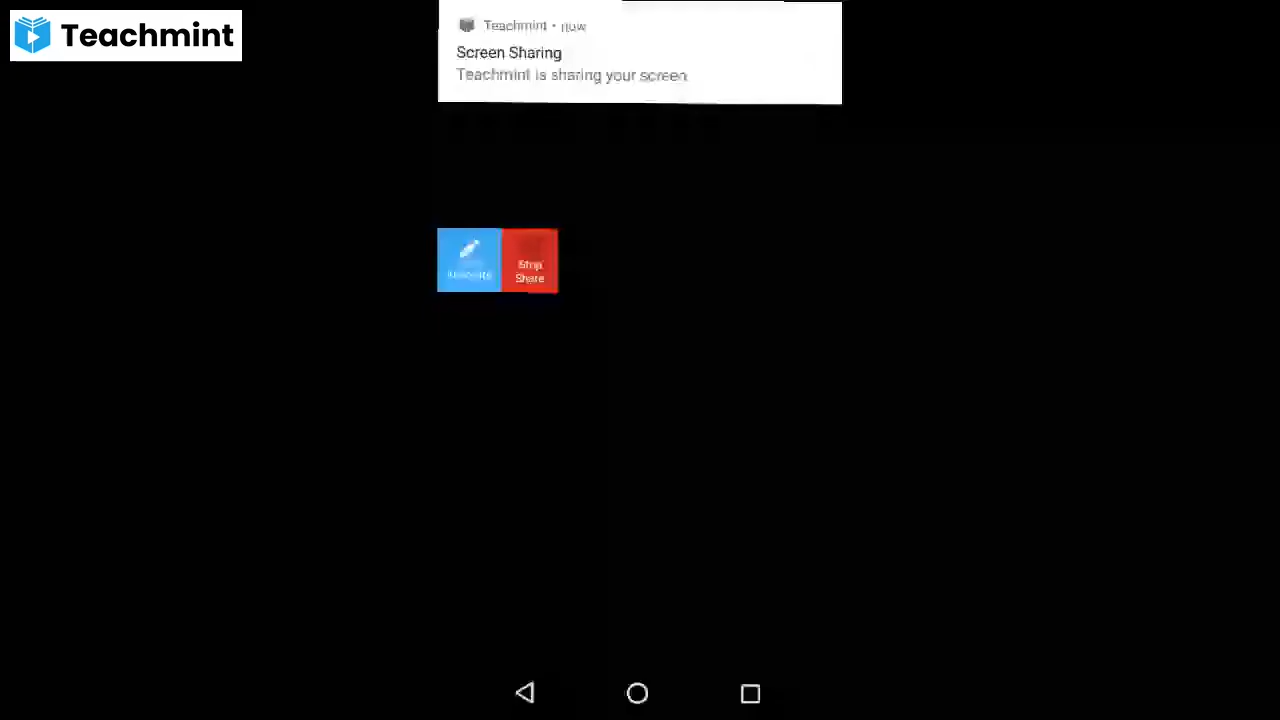 Teachmint
Teachmint • now
Screen Sharing
Teachmint is sharing your screen
Stop
Share